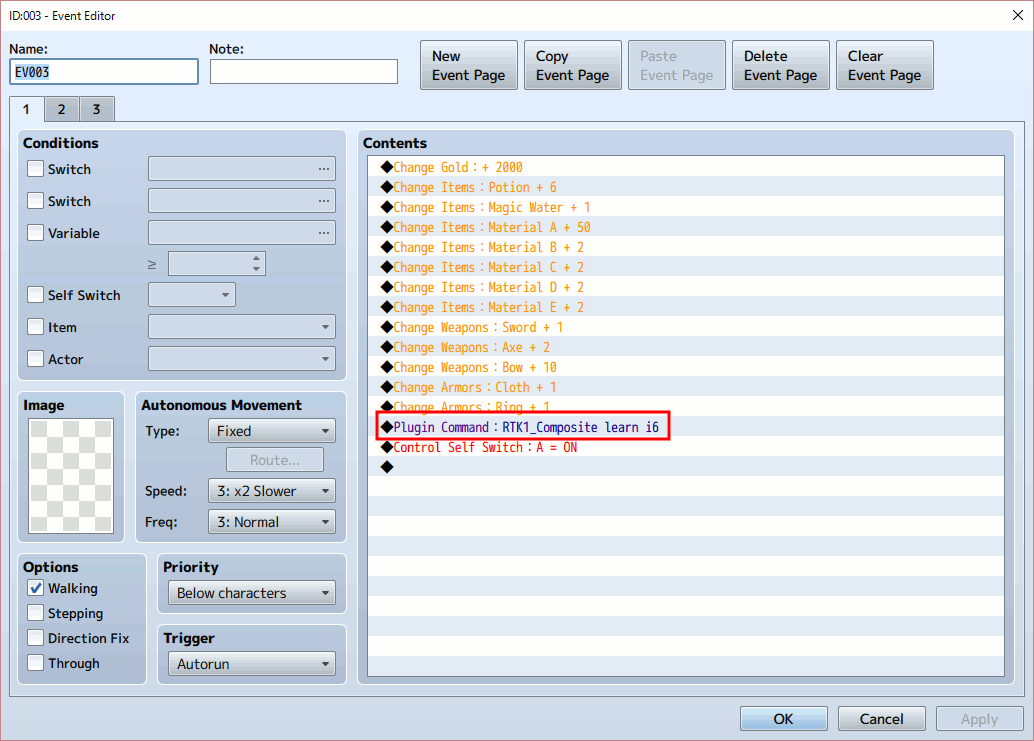 ID:003 - Event Editor
Name:
Note:
EV003
New
Event Page
Copy
Event Page
Paste
Event Page
Delete
Event Page
Clear
Event Page
1 2 3
Conditions
Switch ...
Switch ...
Variable ...
≥
Self Switch
Item
Actor
Image
Autonomous Movement
Type: Fixed
Route...
Speed: 3: x2 Slower
Freq: 3: Normal
Options
Walking
Stepping
Direction Fix
Through
Priority
Below characters
Trigger
Autorun
Contents
◆Change Gold：+ 2000
◆Change Items：Potion + 6
◆Change Items：Magic Water + 1
◆Change Items：Material A + 50
◆Change Items：Material B + 2
◆Change Items：Material C + 2
◆Change Items：Material D + 2
◆Change Items：Material E + 2
◆Change Weapons：Sword + 1
◆Change Weapons：Axe + 2
◆Change Weapons：Bow + 10
◆Change Armors：Cloth + 1
◆Change Armors：Ring + 1
◆Plugin Command：RTK1_Composite learn i6
◆Control Self Switch：A = ON
◆
OK
Cancel
Apply